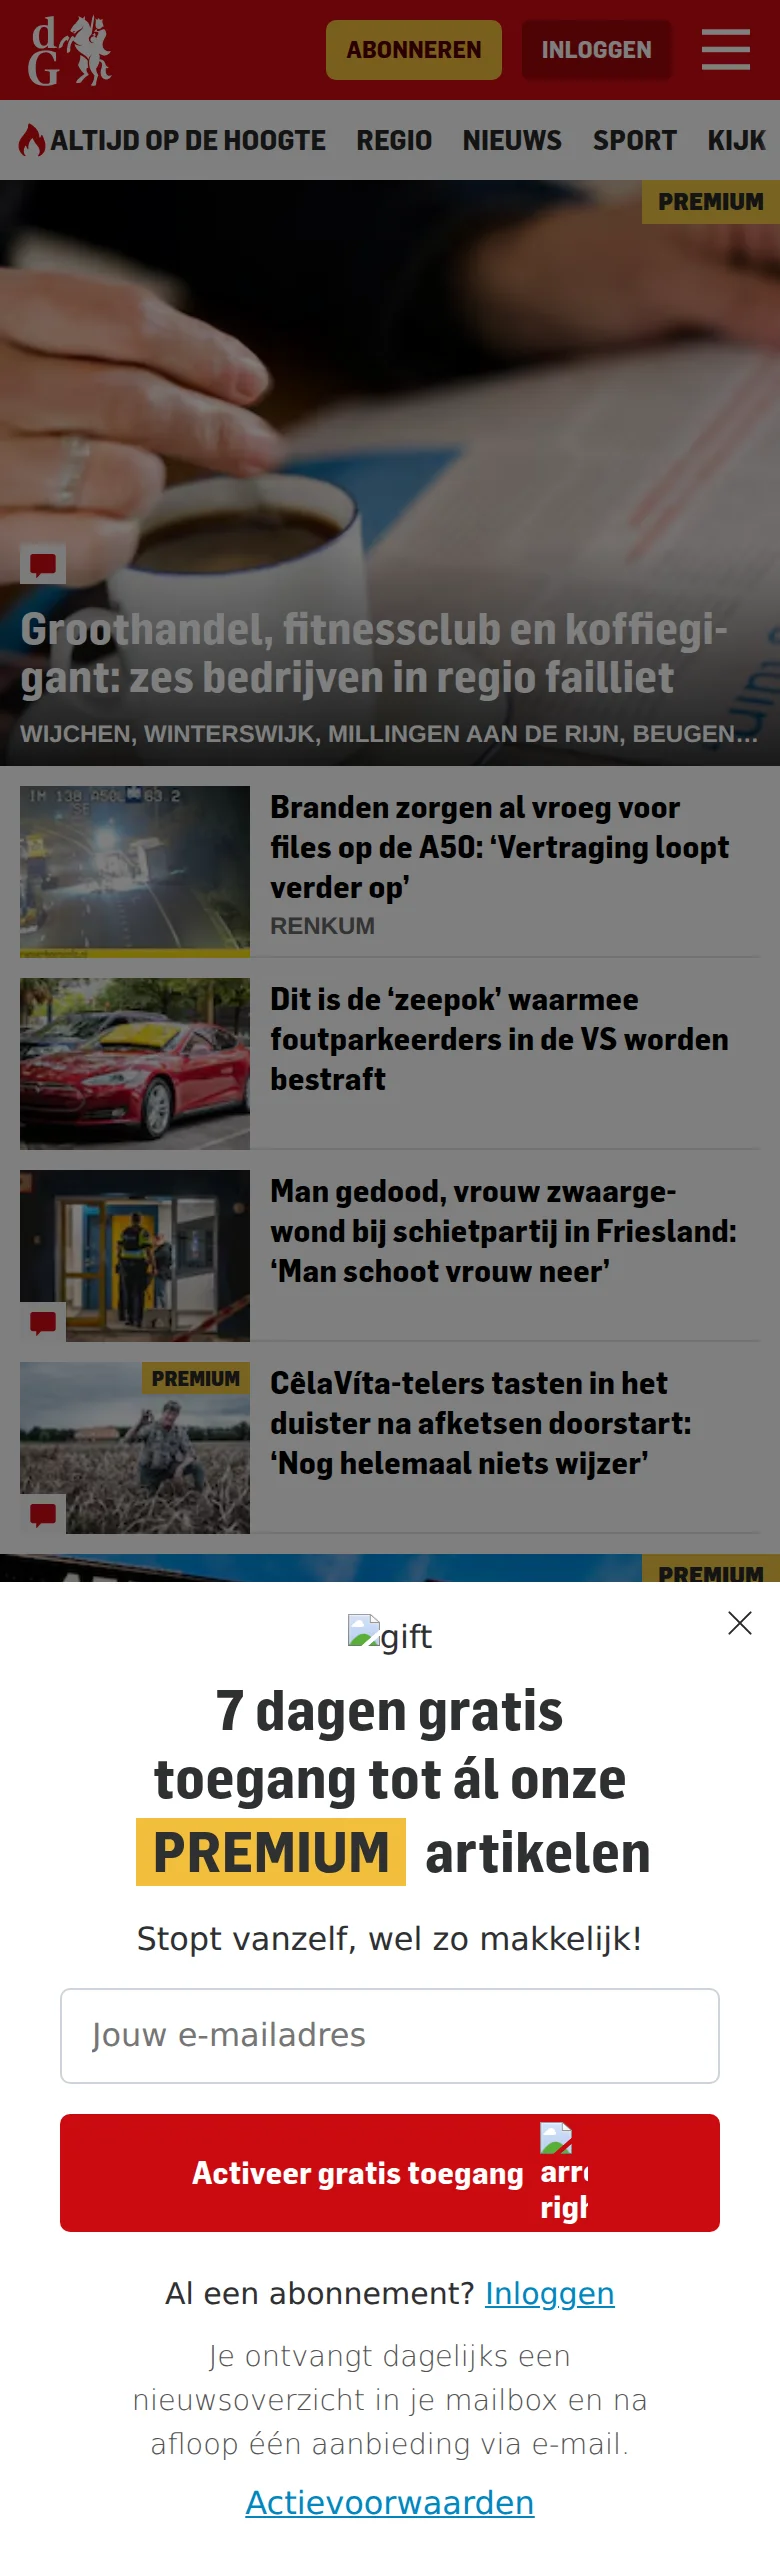 dG
ABONNEREN
INLOGGEN
ALTIJD OP DE HOOGTE REGIO NIEUWS SPORT KIJK
PREMIUM
Groothandel, fitnessclub en koffiegi-
gant: zes bedrijven in regio failliet
WIJCHEN, WINTERSWIJK, MILLINGEN AAN DE RIJN, BEUGEN…
Branden zorgen al vroeg voor
files op de A50: ‘Vertraging loopt
verder op’
RENKUM
Dit is de ‘zeepok’ waarmee
foutparkeerders in de VS worden
bestraft
Man gedood, vrouw zwaarge-
wond bij schietpartij in Friesland:
‘Man schoot vrouw neer’
PREMIUM
CêlaVíta-telers tasten in het
duister na afketsen doorstart:
‘Nog helemaal niets wijzer’
PREMIUM
gift
7 dagen gratis
toegang tot ál onze
PREMIUM artikelen
Stopt vanzelf, wel zo makkelijk!
Jouw e-mailadres
Activeer gratis toegang
Al een abonnement? Inloggen
Je ontvangt dagelijks een
nieuwsoverzicht in je mailbox en na
afloop één aanbieding via e-mail.
Actievoorwaarden